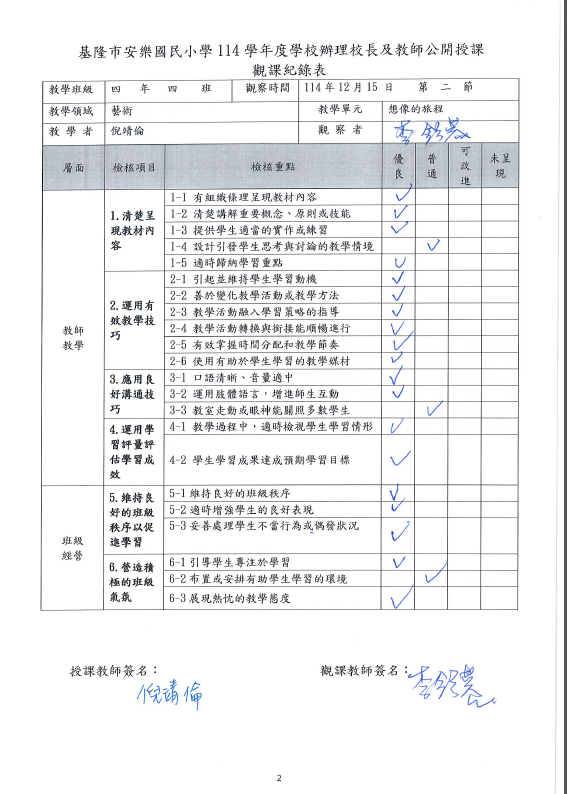 基隆市安樂國民小學 114 學年度學校辦理校長及教師公開授課
觀課紀錄表
教學班級 四 年 四 班 觀察時間 114 年 12 月 15 日 第 二 節
教學領域 藝術 教學單元 想像的旅程
教 學 者 倪靖倫 觀 察 者
層面 檢核項目 檢核重點 優良 普通 可改進 未呈現
教師教學
1.清楚呈現教材內容
1-1 有組織條理呈現教材內容 ✓
1-2 清楚講解重要概念、原則或技能 ✓
1-3 提供學生適當的實作或練習 ✓
1-4 設計引發學生思考與討論的教學情境 ✓
1-5 適時歸納學習重點 ✓
2.運用有效教學技巧
2-1 引起並維持學生學習動機 ✓
2-2 善於變化教學活動或教學方法 ✓
2-3 教學活動融入學習策略的指導 ✓
2-4 教學活動轉換與銜接能順暢進行 ✓
2-5 有效掌握時間分配和教學節奏 ✓
2-6 使用有助於學生學習的教學媒材 ✓
3.應用良好溝通技巧
3-1 口語清晰、音量適中 ✓
3-2 運用肢體語言，增進師生互動 ✓
3-3 教室走動或眼神能關照多數學生 ✓
4.運用學習評量評估學習成效
4-1 教學過程中，適時檢視學生學習情形 ✓
4-2 學生學習成果達成預期學習目標 ✓
班級經營
5.維持良好的班級秩序以促進學習
5-1 維持良好的班級秩序 ✓
5-2 適時增強學生的良好表現 ✓
5-3 妥善處理學生不當行為或偶發狀況 ✓
6.營造積極的班級氣氛
6-1 引導學生專注於學習 ✓
6-2 布置或安排有助學生學習的環境 ✓
6-3 展現熱忱的教學態度 ✓
授課教師簽名： 觀課教師簽名：
倪靖倫
2